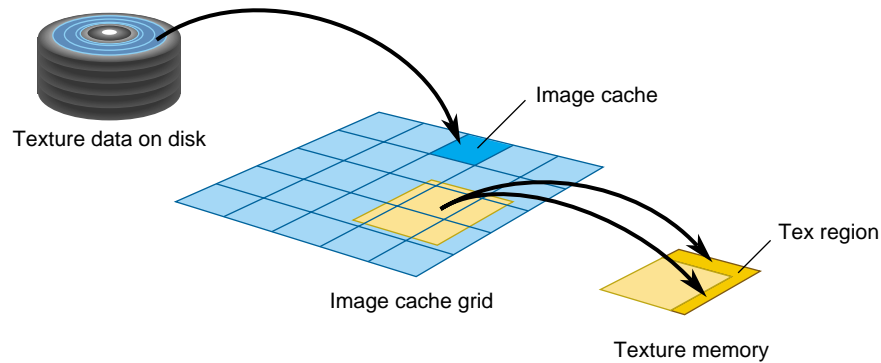 Image cache
Texture data on disk
Tex region
Image cache grid
Texture memory